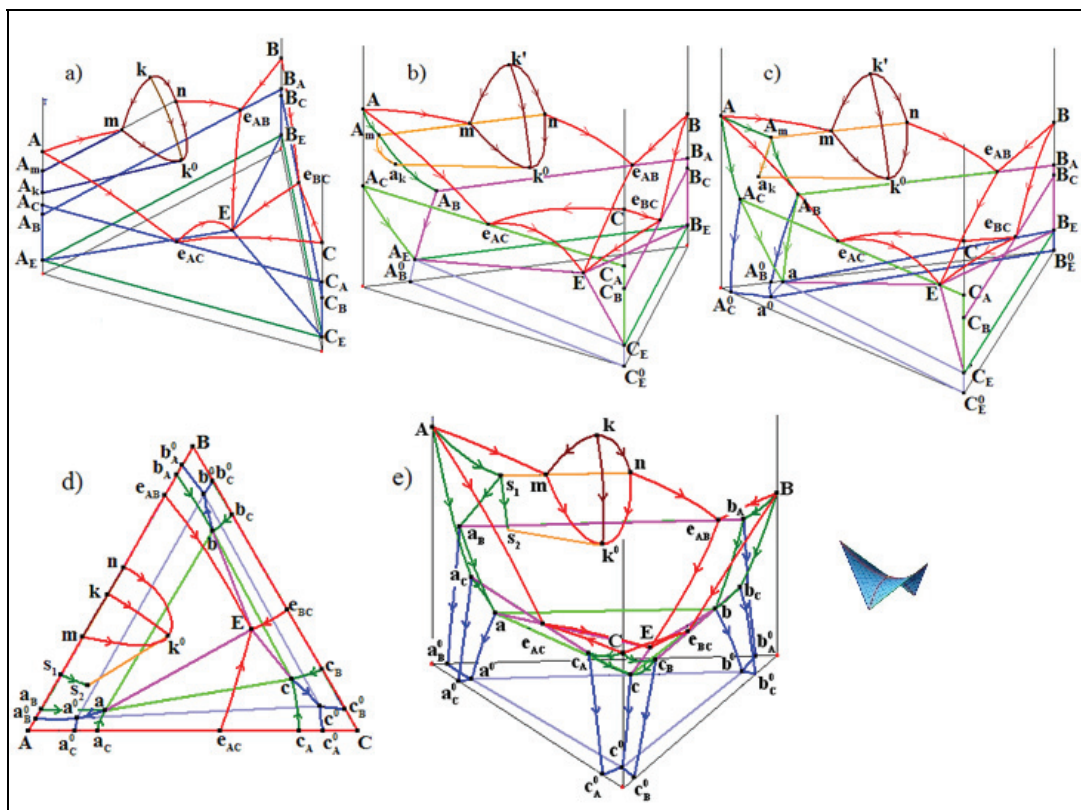 a)
k
B
n
B_A
B_C
m
e_AB
A
B_E
A_m
k^0
A_k
e_BC
A_C
A_B
E
C
e_AC
A_E
C_A
C_B
C_E
b)
k'
A
n
B
A_m
m
a_k
k^0
e_AB
B_A
A_C
B_C
A_B
e_BC
C
e_AC
B_E
A_E
E
C_A
A_B^0
C_B
C_E
C_E^0
c)
k'
A
n
B
A_m
m
a_k
k^0
e_AB
B_A
A_C
A_B
B_C
e_BC
C
B_E
e_AC
B_E^0
A_B^0
a
E
A_C^0
a^0
C_A
C_B
C_E
C_E^0
d)
B
b_A^0
b_A
b
b_C^0
e_AB
b^0
b_C
b
n
k
e_BC
m
E
k^0
s_1
s_2
c_B
a_B
a^0
a
c
a_B^0
c^0
c_B^0
A
a_C^0
a_C
e_AC
c_A
c_A^0
C
e)
A
k
n
s_1
m
B
a_B
s_2
e_AB
b_A
k^0
a_C
b_C
a
b
e_AC
C
E
e_BC
a_B^0
c_A
c_B
b_A^0
a_C^0
a^0
c
b^0
b_C^0
c^0
c_A^0
c_B^0